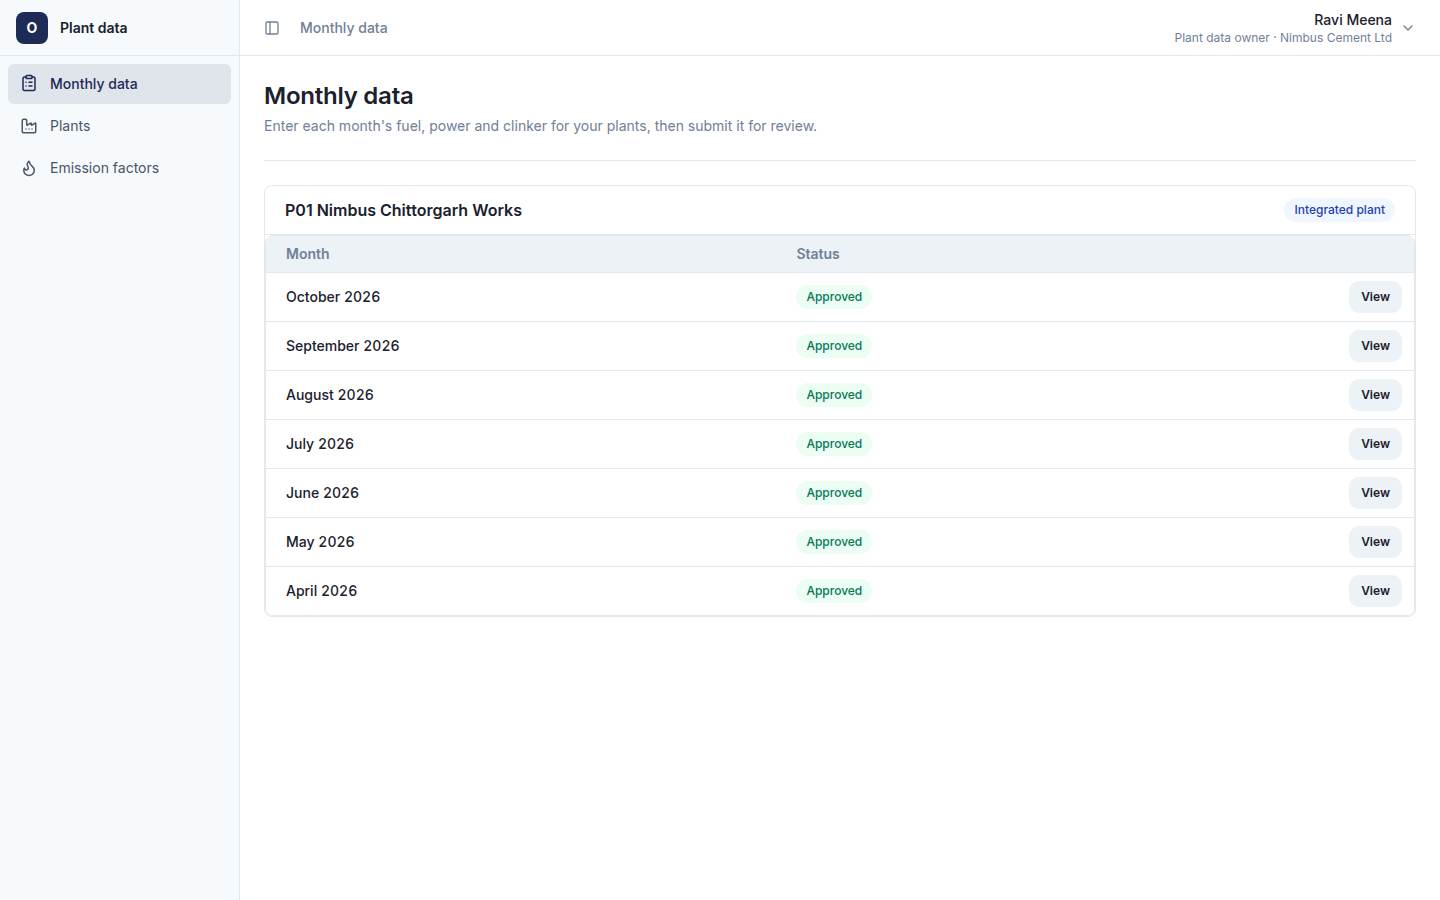 O Plant data
Monthly data
Ravi Meena
Plant data owner · Nimbus Cement Ltd
Monthly data
Plants
Emission factors
Monthly data
Enter each month's fuel, power and clinker for your plants, then submit it for review.
P01 Nimbus Chittorgarh Works Integrated plant
Month Status
October 2026 Approved View
September 2026 Approved View
August 2026 Approved View
July 2026 Approved View
June 2026 Approved View
May 2026 Approved View
April 2026 Approved View